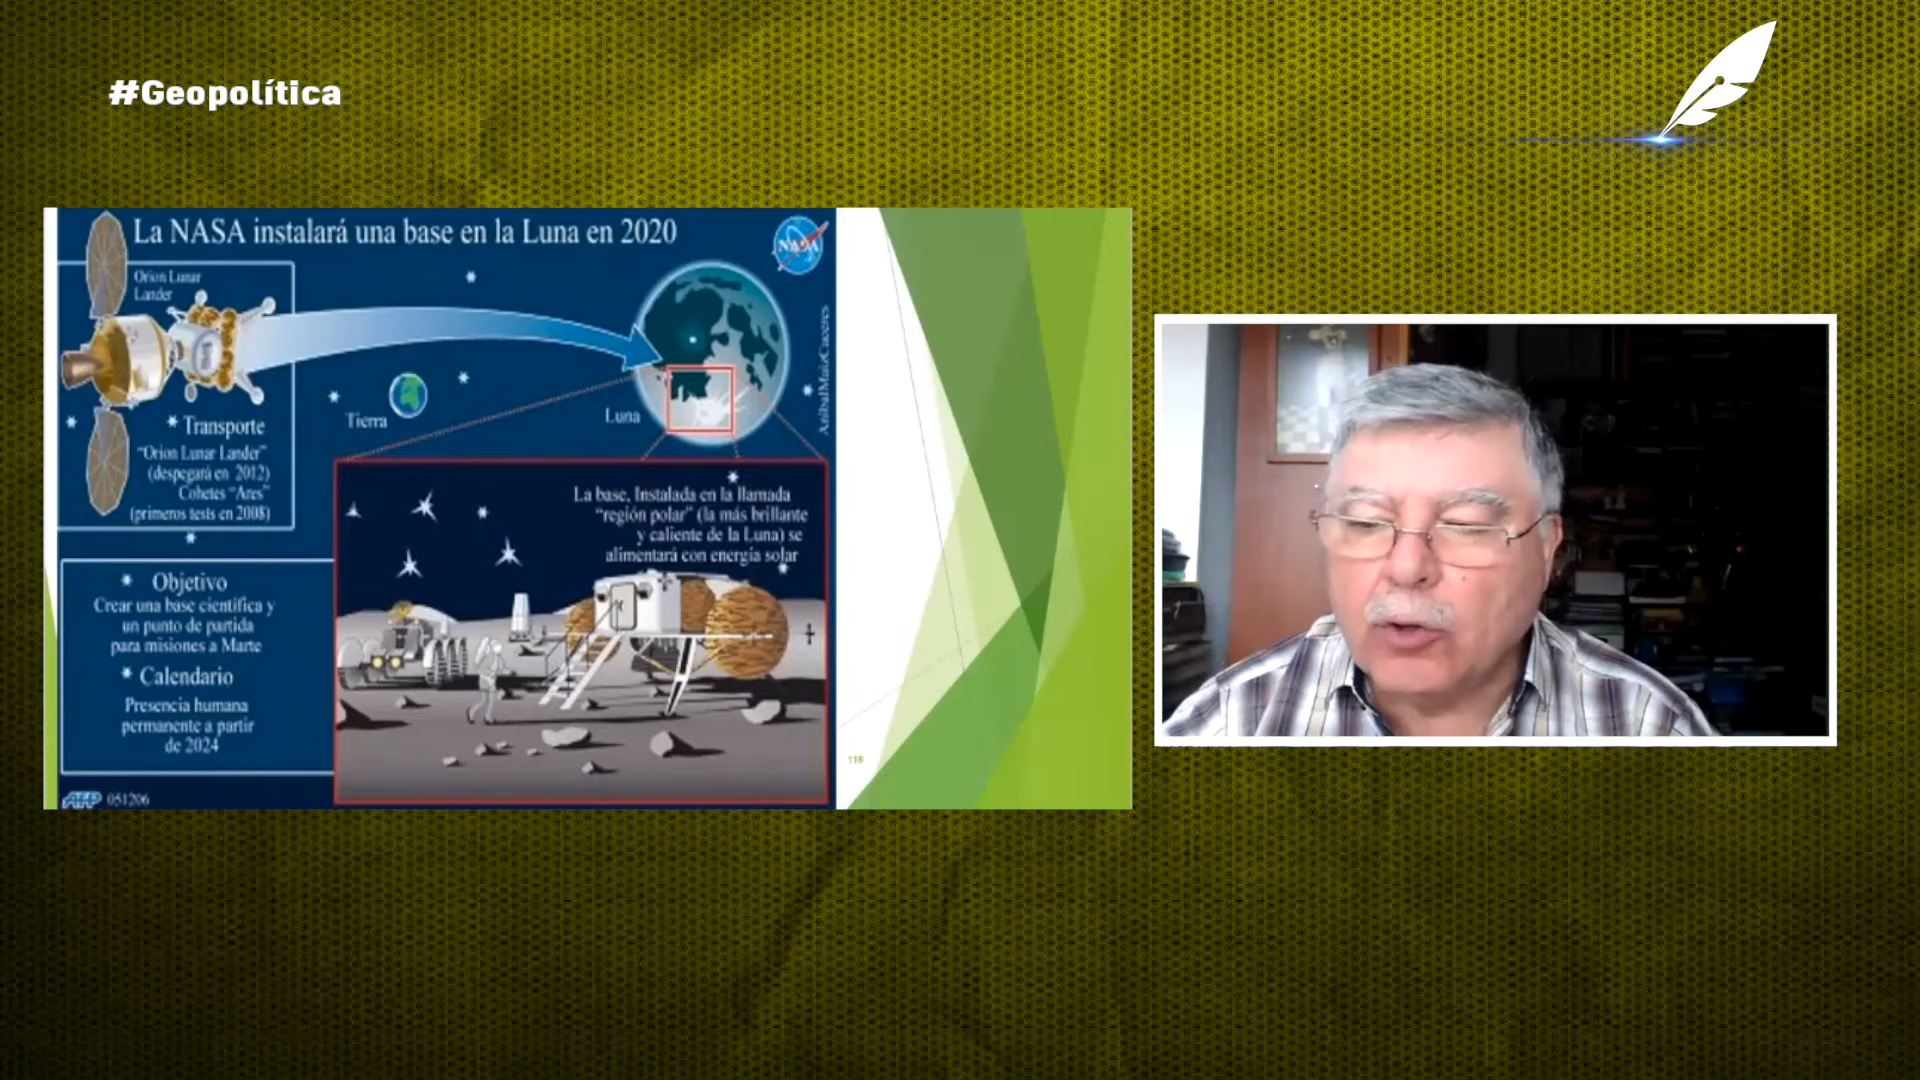 #Geopolítica
La NASA instalará una base en la Luna en 2020
NASA
Orion Lunar
Lander
Tierra
Luna
AníbalMaizCaceres
* Transporte
"Orion Lunar Lander"
(despegará en 2012)
Cohetes "Ares"
(primeros tests en 2008)
La base, Instalada en la llamada
"región polar" (la más brillante
y caliente de la Luna) se
alimentará con energía solar
* Objetivo
Crear una base científica y
un punto de partida
para misiones a Marte
* Calendario
Presencia humana
permanente a partir
de 2024
AFP 051206
118